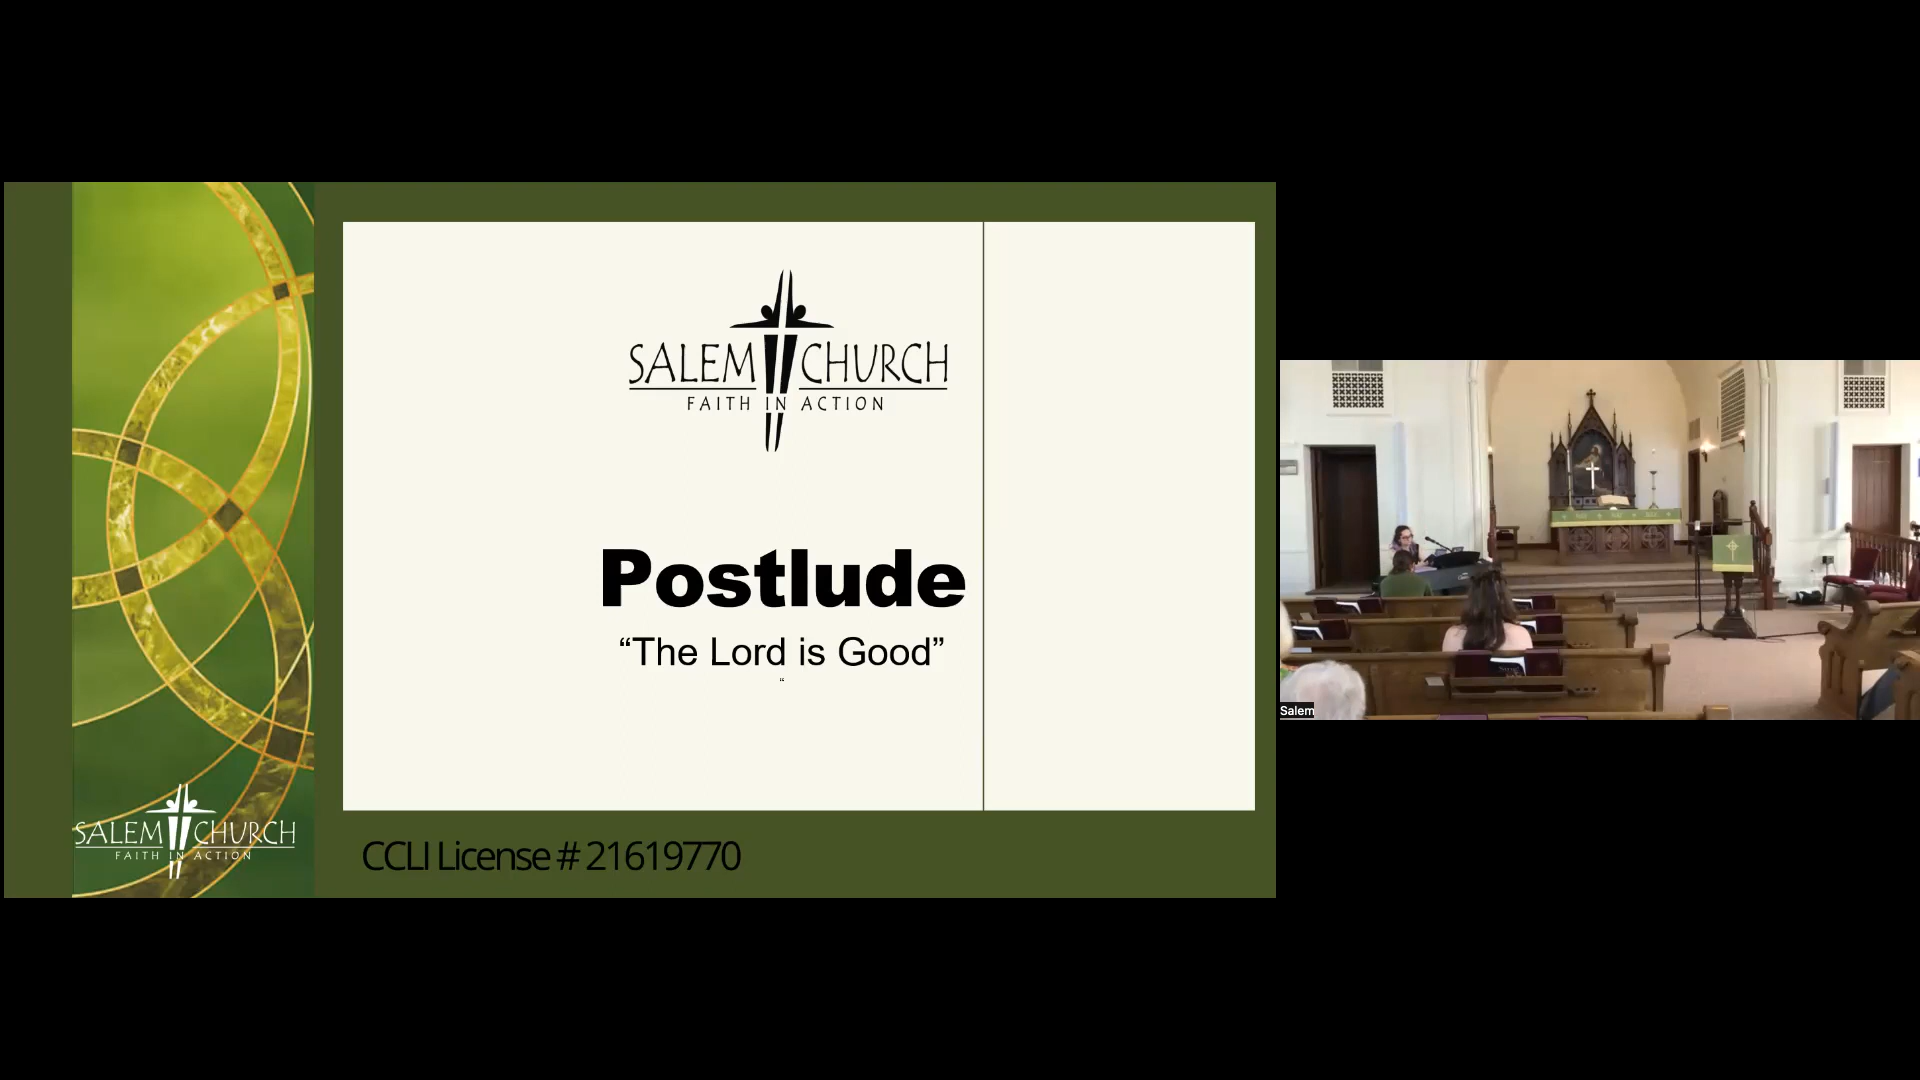 SALEM CHURCH
FAITH IN ACTION
Postlude
“The Lord is Good”
“
SALEM CHURCH
FAITH IN ACTION
CCLI License # 21619770
Salem